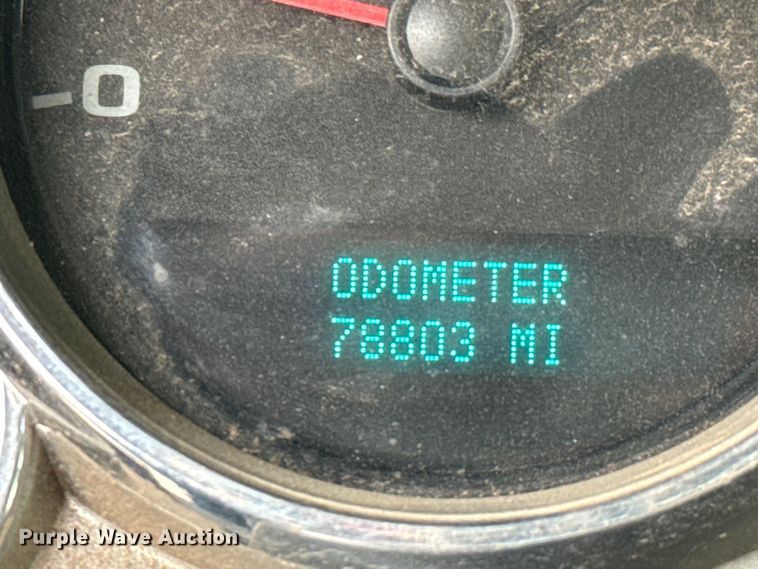 -0
ODOMETER
78803 MI
Purple Wave Auction